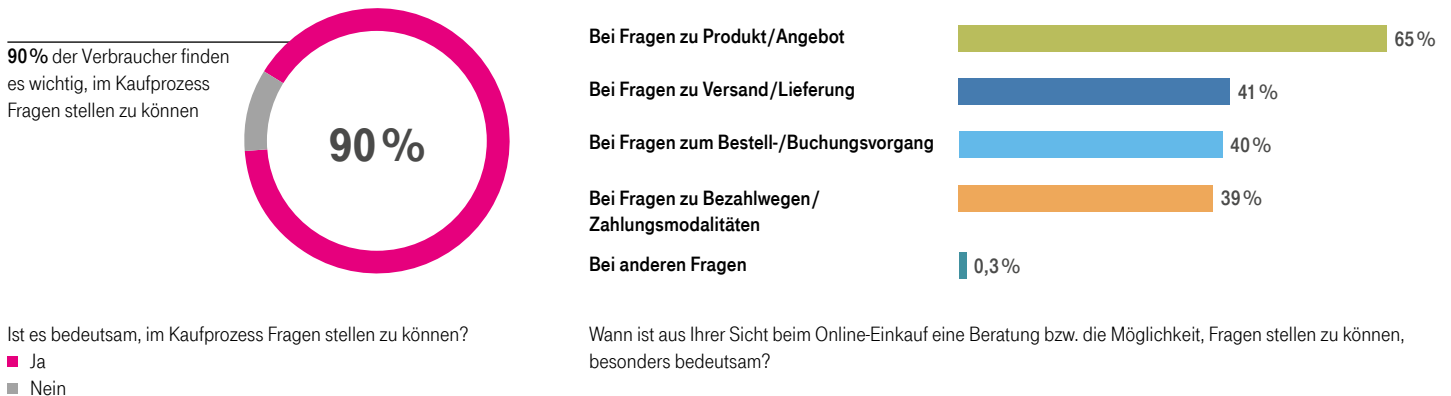 90 % der Verbraucher finden
es wichtig, im Kaufprozess
Fragen stellen zu können
90 %
Ist es bedeutsam, im Kaufprozess Fragen stellen zu können?
Ja
Nein
Bei Fragen zu Produkt/Angebot
65 %
Bei Fragen zu Versand/Lieferung
41 %
Bei Fragen zum Bestell-/Buchungsvorgang
40 %
Bei Fragen zu Bezahlwegen/
Zahlungsmodalitäten
39 %
Bei anderen Fragen
0,3 %
Wann ist aus Ihrer Sicht beim Online-Einkauf eine Beratung bzw. die Möglichkeit, Fragen stellen zu können,
besonders bedeutsam?